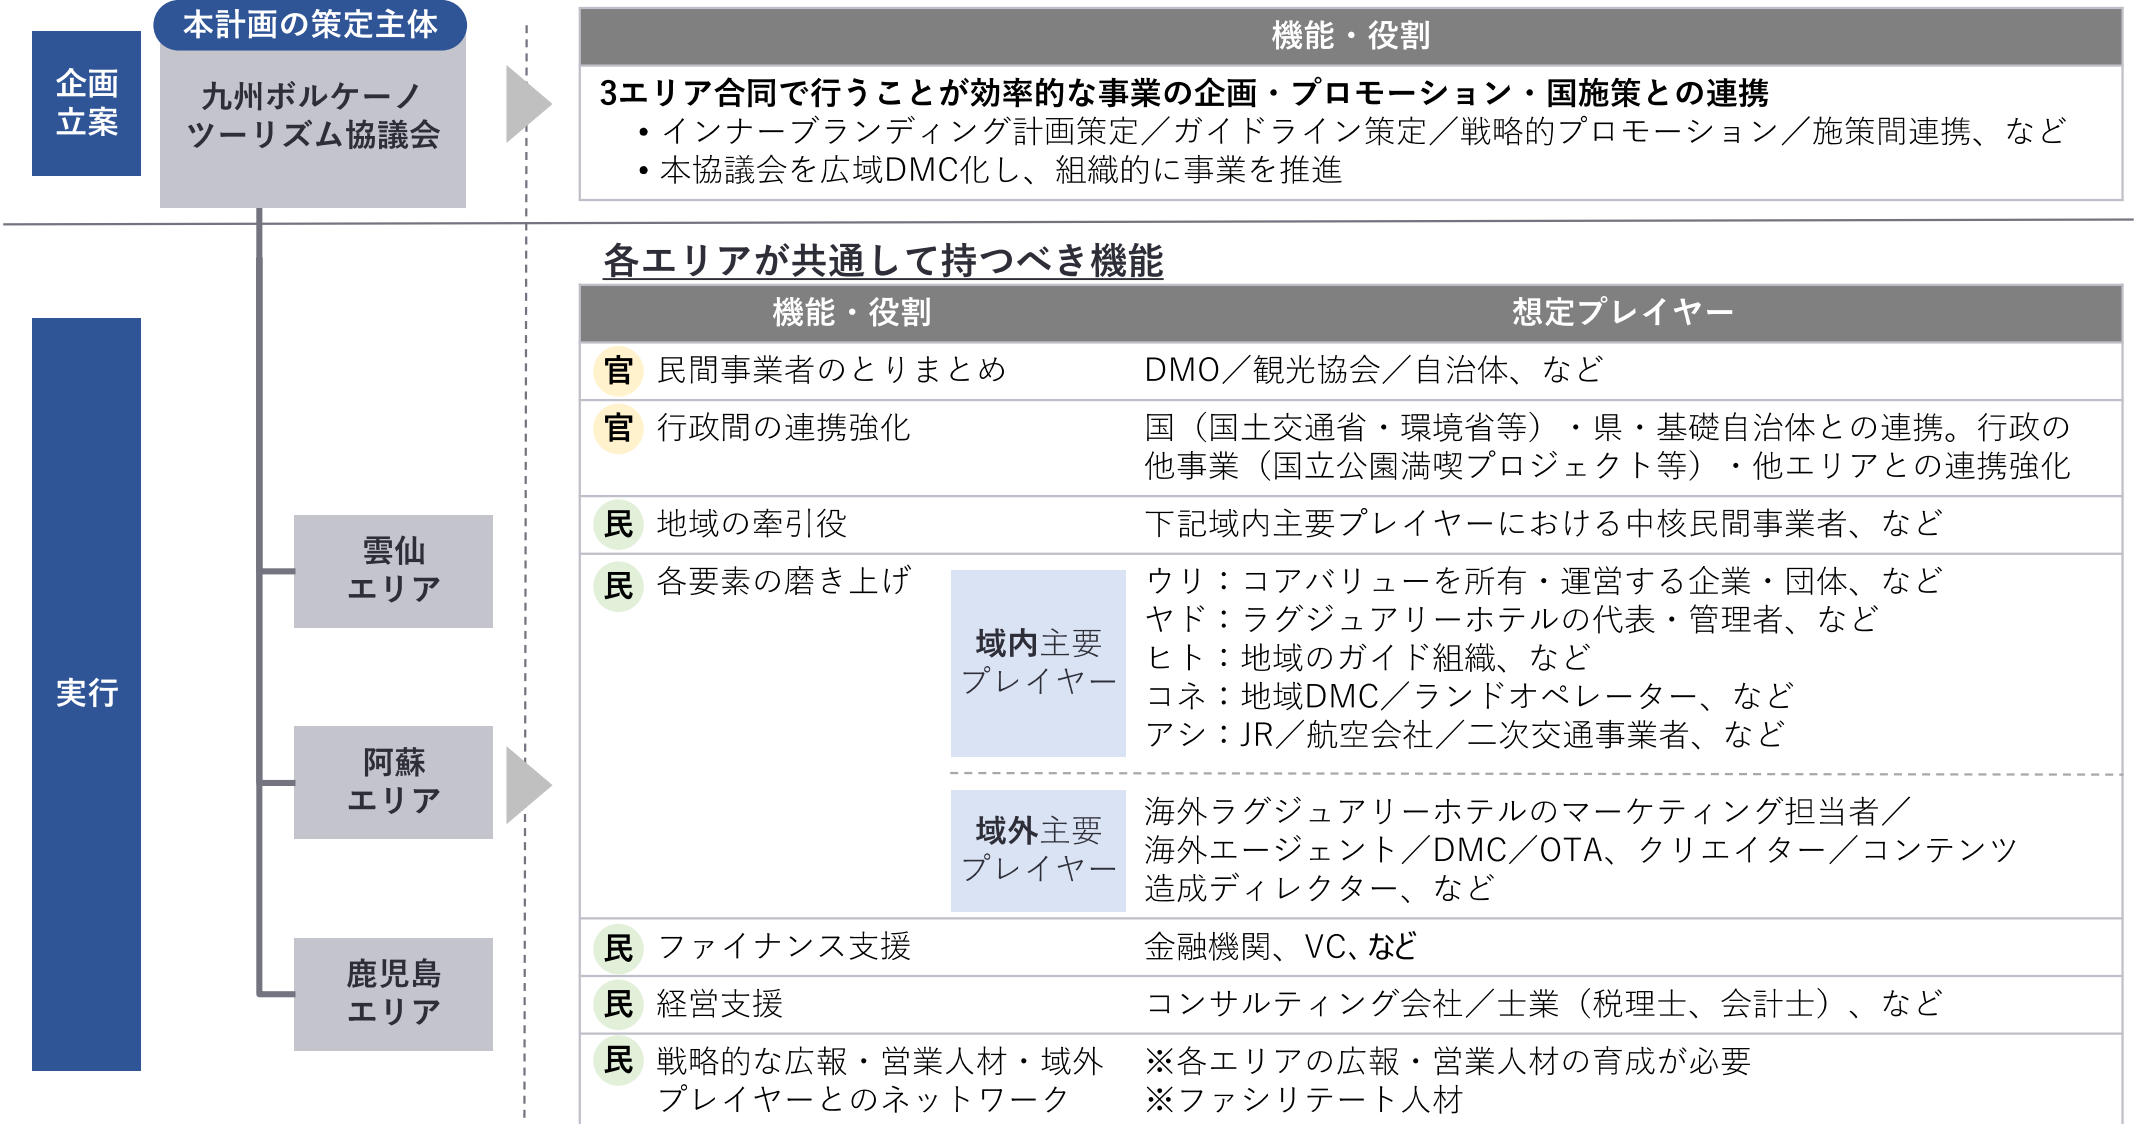 本計画の策定主体
企画
立案
九州ボルケーノ
ツーリズム協議会
機能・役割
3エリア合同で行うことが効率的な事業の企画・プロモーション・国施策との連携
• インナーブランディング計画策定／ガイドライン策定／戦略的プロモーション／施策間連携、など
• 本協議会を広域DMC化し、組織的に事業を推進
各エリアが共通して持つべき機能
実行
雲仙
エリア
阿蘇
エリア
鹿児島
エリア
機能・役割 想定プレイヤー
官 民間事業者のとりまとめ DMO／観光協会／自治体、など
官 行政間の連携強化 国（国土交通省・環境省等）・県・基礎自治体との連携。行政の
他事業（国立公園満喫プロジェクト等）・他エリアとの連携強化
民 地域の牽引役 下記域内主要プレイヤーにおける中核民間事業者、など
民 各要素の磨き上げ
域内主要
プレイヤー
ウリ：コアバリューを所有・運営する企業・団体、など
ヤド：ラグジュアリーホテルの代表・管理者、など
ヒト：地域のガイド組織、など
コネ：地域DMC／ランドオペレーター、など
アシ：JR／航空会社／二次交通事業者、など
域外主要
プレイヤー
海外ラグジュアリーホテルのマーケティング担当者／
海外エージェント／DMC／OTA、クリエイター／コンテンツ
造成ディレクター、など
民 ファイナンス支援 金融機関、VC、など
民 経営支援 コンサルティング会社／士業（税理士、会計士）、など
民 戦略的な広報・営業人材・域外 ※各エリアの広報・営業人材の育成が必要
プレイヤーとのネットワーク ※ファシリテート人材